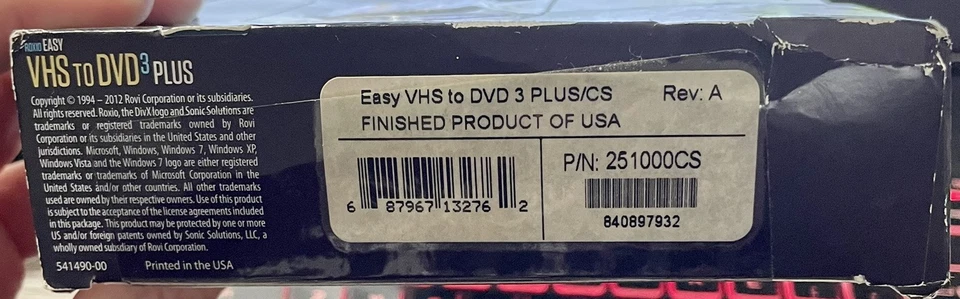 ROXIO EASY
VHS TO DVD3 PLUS
Copyright © 1994 – 2012 Rovi Corporation or its subsidiaries.
All rights reserved. Roxio, the DivX logo and Sonic Solutions are
trademarks or registered trademarks owned by Rovi
Corporation or its subsidiaries in the United States and other
jurisdictions. Microsoft, Windows, Windows 7, Windows XP,
Windows Vista and the Windows 7 logo are either registered
trademarks or trademarks of Microsoft Corporation in the
United States and/or other countries. All other trademarks
used are owned by their respective owners. Use of this product
is subject to the acceptance of the license agreements included
in this package. This product may be protected by one or more
US and/or foreign patents owned by Sonic Solutions, LLC, a
wholly owned subsdiary of Rovi Corporation.
541490-00 Printed in the USA
Easy VHS to DVD 3 PLUS/CS Rev: A
FINISHED PRODUCT OF USA
6 87967 13276 2
P/N: 251000CS
840897932